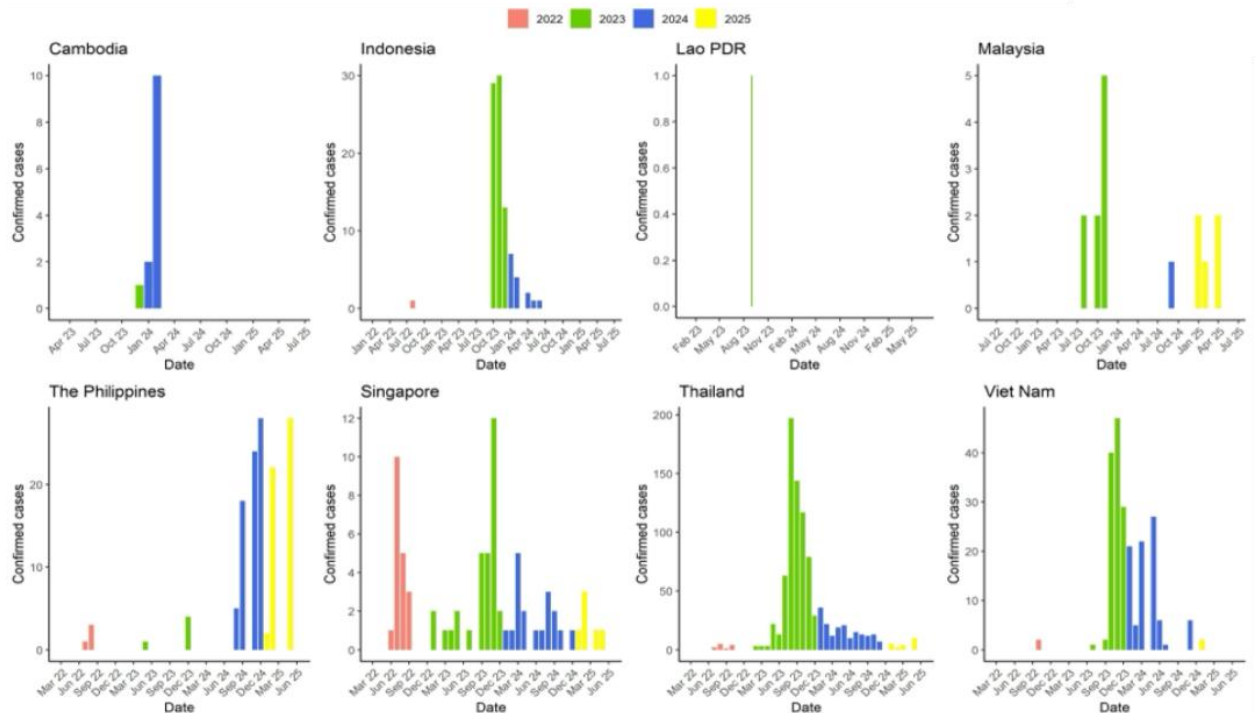 2022 2023 2024 2025
Cambodia Indonesia Lao PDR Malaysia
Confirmed cases
10
8
6
4
2
0
Apr 23 Jul 23 Oct 23 Jan 24 Apr 24 Jul 24 Oct 24 Jan 25 Apr 25 Jul 25
Date
Confirmed cases
30
20
10
0
Jan 22 Apr 22 Jul 22 Oct 22 Jan 23 Apr 23 Jul 23 Oct 23 Jan 24 Apr 24 Jul 24 Oct 24 Jan 25 Apr 25 Jul 25
Date
Confirmed cases
1.0
0.8
0.6
0.4
0.2
0.0
Feb 23 May 23 Aug 23 Nov 23 Feb 24 May 24 Aug 24 Nov 24 Feb 25 May 25
Date
Confirmed cases
5
4
3
2
1
0
Jul 22 Oct 22 Jan 23 Apr 23 Jul 23 Oct 23 Jan 24 Apr 24 Jul 24 Oct 24 Jan 25 Apr 25 Jul 25
Date
The Philippines Singapore Thailand Viet Nam
Confirmed cases
20
10
0
Mar 22 Jun 22 Sep 22 Dec 22 Mar 23 Jun 23 Sep 23 Dec 23 Mar 24 Jun 24 Sep 24 Dec 24 Mar 25 Jun 25
Date
Confirmed cases
12
10
8
6
4
2
0
Mar 22 Jun 22 Sep 22 Dec 22 Mar 23 Jun 23 Sep 23 Dec 23 Mar 24 Jun 24 Sep 24 Dec 24 Mar 25 Jun 25
Date
Confirmed cases
200
150
100
50
0
Mar 22 Jun 22 Sep 22 Dec 22 Mar 23 Jun 23 Sep 23 Dec 23 Mar 24 Jun 24 Sep 24 Dec 24 Mar 25 Jun 25
Date
Confirmed cases
40
30
20
10
0
Mar 22 Jun 22 Sep 22 Dec 22 Mar 23 Jun 23 Sep 23 Dec 23 Mar 24 Jun 24 Sep 24 Dec 24 Mar 25 Jun 25
Date